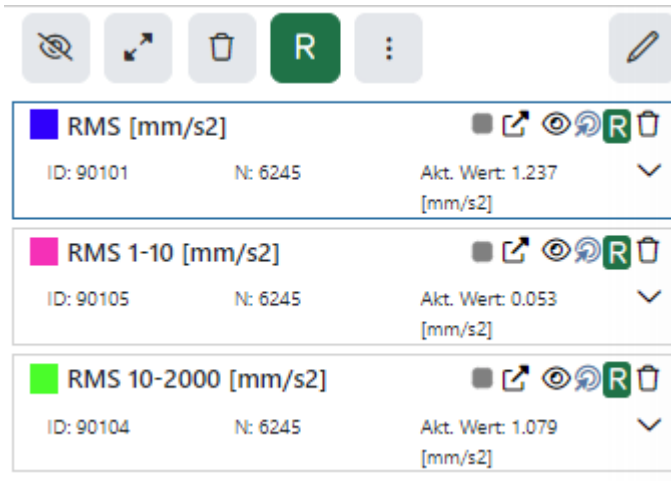 R
RMS [mm/s2]
R
ID: 90101 N: 6245 Akt. Wert: 1.237
[mm/s2]
RMS 1-10 [mm/s2]
R
ID: 90105 N: 6245 Akt. Wert: 0.053
[mm/s2]
RMS 10-2000 [mm/s2]
R
ID: 90104 N: 6245 Akt. Wert: 1.079
[mm/s2]